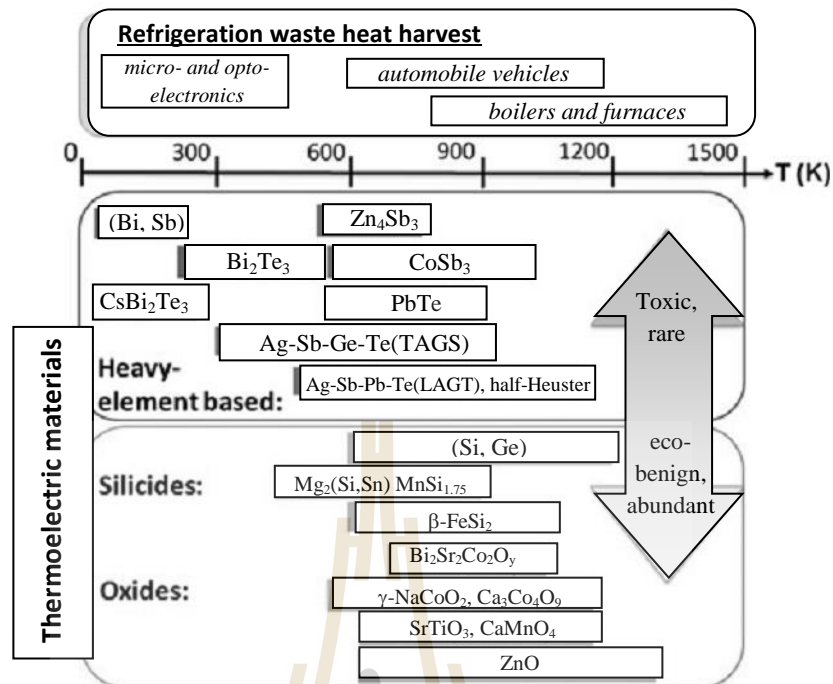 Refrigeration waste heat harvest
micro- and opto-
electronics
automobile vehicles
boilers and furnaces
0 300 600 900 1200 1500
T (K)
(Bi, Sb)
Zn₄Sb₃
Bi₂Te₃
CoSb₃
CsBi₂Te₃
PbTe
Ag-Sb-Ge-Te(TAGS)
Heavy-
element based:
Ag-Sb-Pb-Te(LAGT), half-Heuster
Toxic,
rare
eco-
benign,
abundant
Thermoelectric materials
(Si, Ge)
Silicides:
Mg₂(Si,Sn) MnSi₁.₇₅
β-FeSi₂
Bi₂Sr₂Co₂Oy
Oxides:
γ-NaCoO₂, Ca₃Co₄O₉
SrTiO₃, CaMnO₄
ZnO